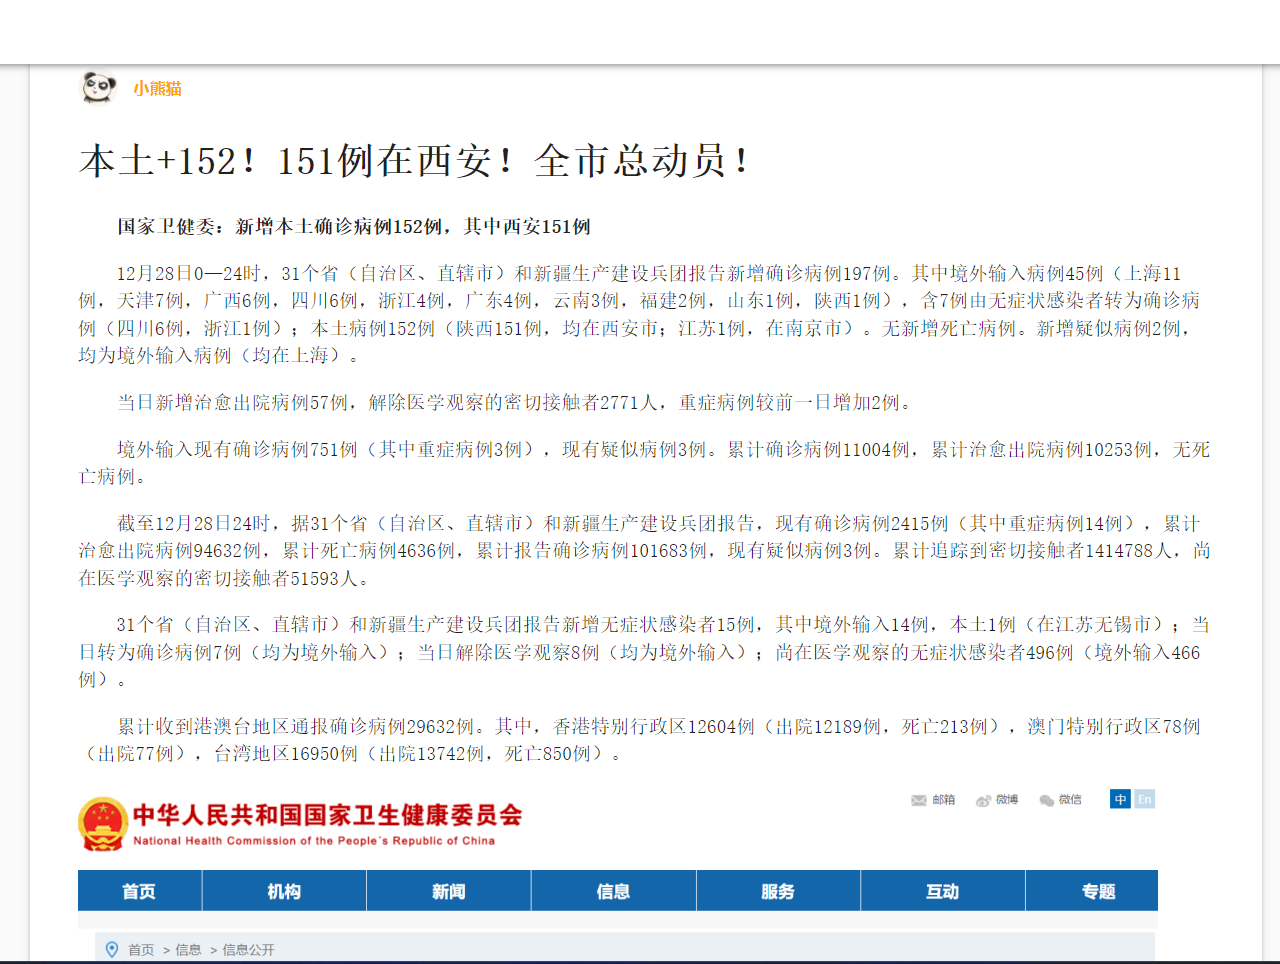 小熊猫
本土+152！151例在西安！全市总动员！
国家卫健委：新增本土确诊病例152例，其中西安151例
12月28日0—24时，31个省（自治区、直辖市）和新疆生产建设兵团报告新增确诊病例197例。其中境外输入病例45例（上海11
例，天津7例，广西6例，四川6例，浙江4例，广东4例，云南3例，福建2例，山东1例，陕西1例），含7例由无症状感染者转为确诊病
例（四川6例，浙江1例）；本土病例152例（陕西151例，均在西安市；江苏1例，在南京市）。无新增死亡病例。新增疑似病例2例，
均为境外输入病例（均在上海）。
当日新增治愈出院病例57例，解除医学观察的密切接触者2771人，重症病例较前一日增加2例。
境外输入现有确诊病例751例（其中重症病例3例），现有疑似病例3例。累计确诊病例11004例，累计治愈出院病例10253例，无死
亡病例。
截至12月28日24时，据31个省（自治区、直辖市）和新疆生产建设兵团报告，现有确诊病例2415例（其中重症病例14例），累计
治愈出院病例94632例，累计死亡病例4636例，累计报告确诊病例101683例，现有疑似病例3例。累计追踪到密切接触者1414788人，尚
在医学观察的密切接触者51593人。
31个省（自治区、直辖市）和新疆生产建设兵团报告新增无症状感染者15例，其中境外输入14例，本土1例（在江苏无锡市）；当
日转为确诊病例7例（均为境外输入）；当日解除医学观察8例（均为境外输入）；尚在医学观察的无症状感染者496例（境外输入466
例）。
累计收到港澳台地区通报确诊病例29632例。其中，香港特别行政区12604例（出院12189例，死亡213例），澳门特别行政区78例
（出院77例），台湾地区16950例（出院13742例，死亡850例）。
邮箱 微博 微信 中 En
中华人民共和国国家卫生健康委员会
National Health Commission of the People's Republic of China
首页 机构 新闻 信息 服务 互动 专题
首页 > 信息 > 信息公开